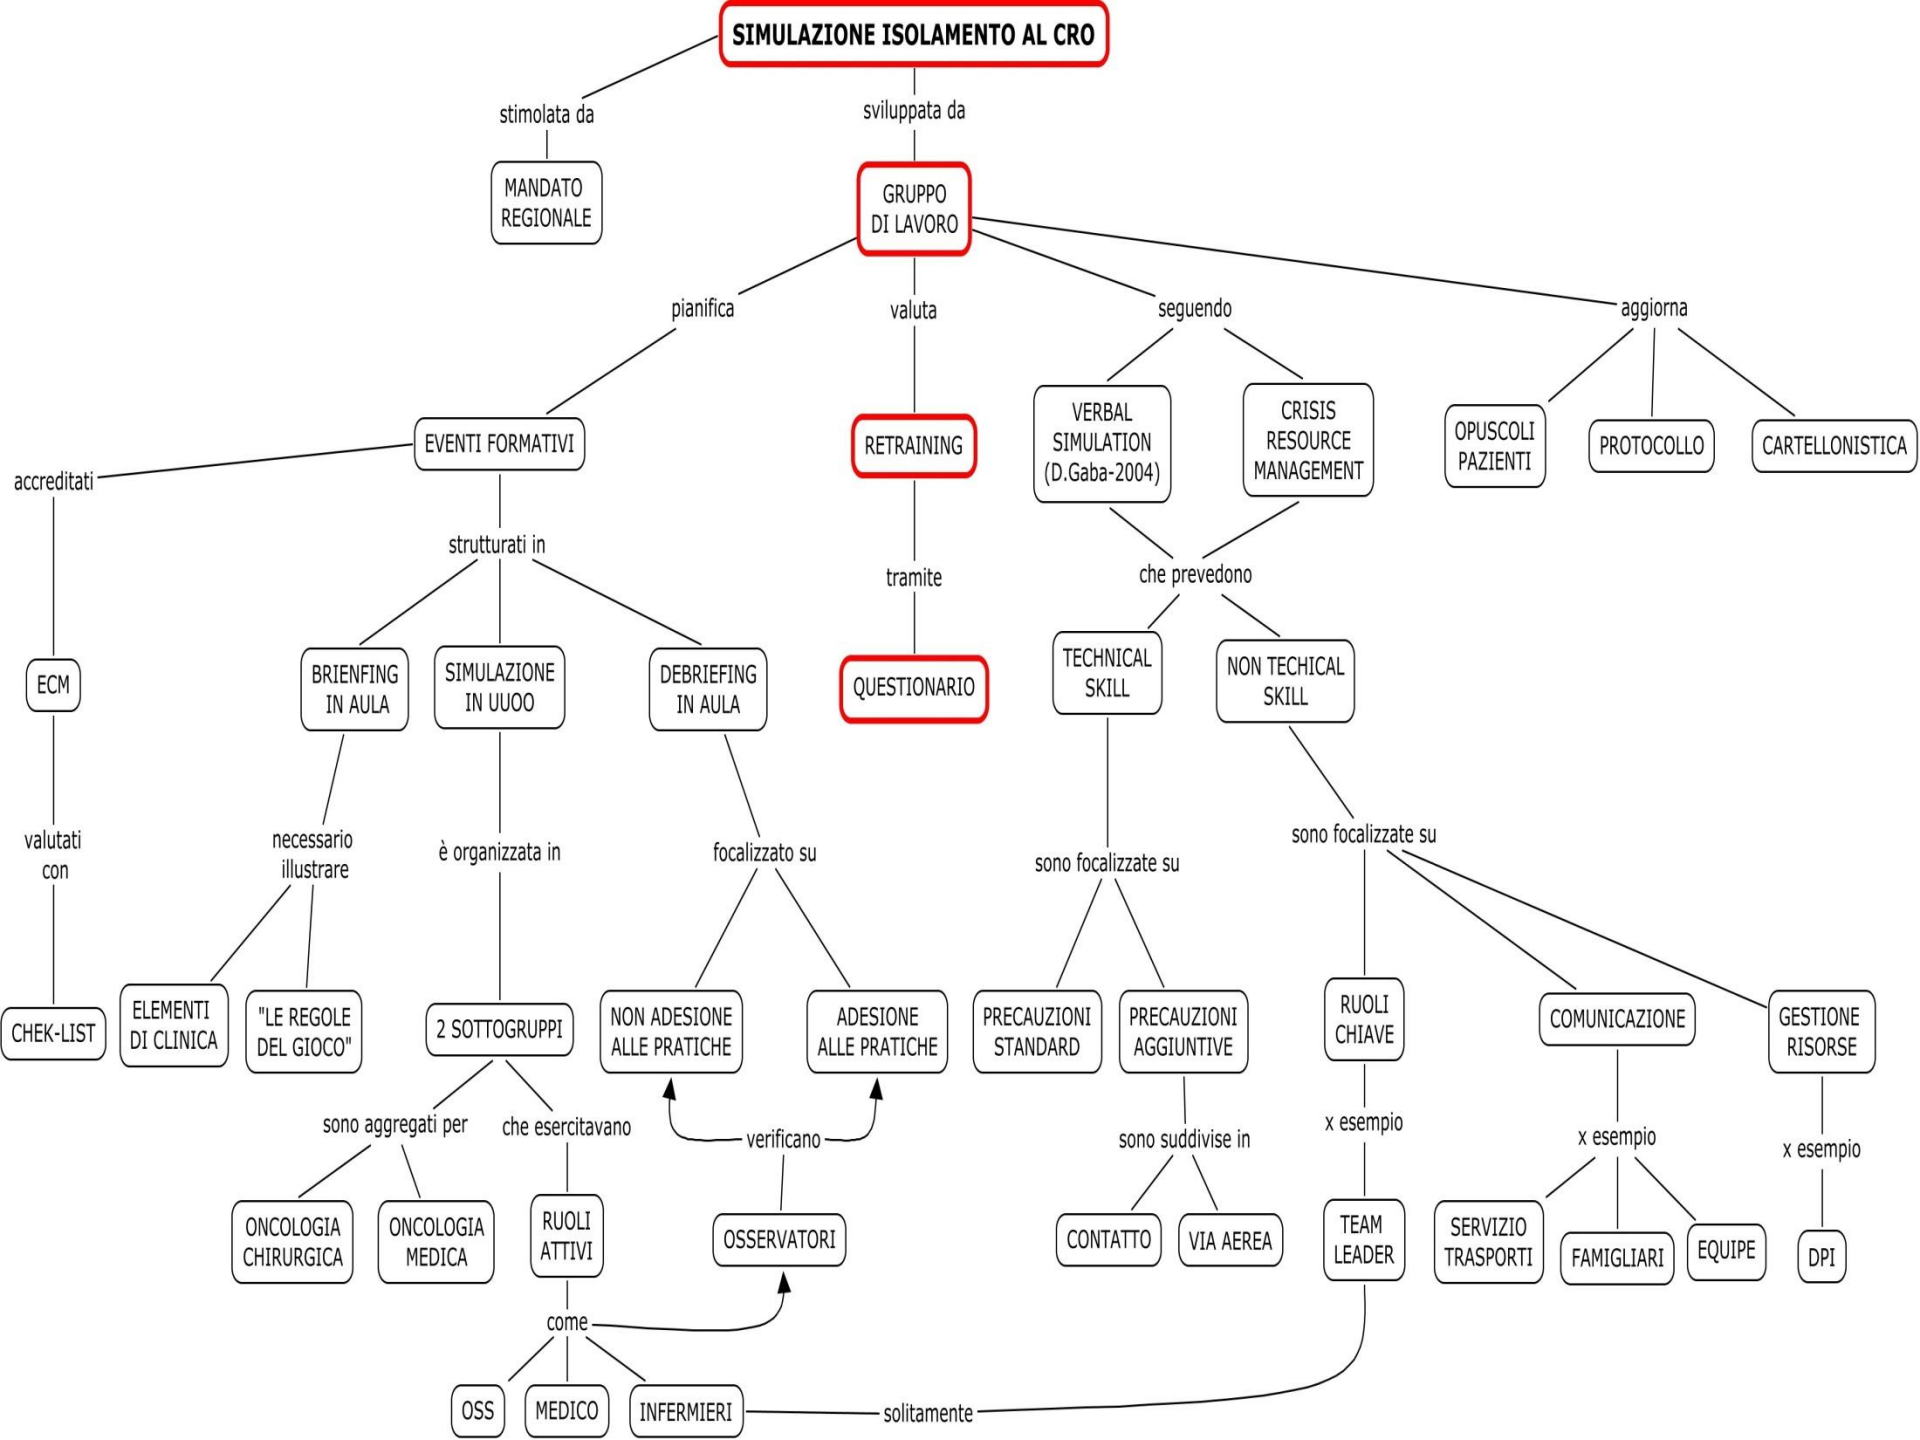 SIMULAZIONE ISOLAMENTO AL CRO
stimolata da
sviluppata da
MANDATO
REGIONALE
GRUPPO
DI LAVORO
pianifica
valuta
seguendo
aggiorna
EVENTI FORMATIVI
RETRAINING
VERBAL
SIMULATION
(D.Gaba-2004)
CRISIS
RESOURCE
MANAGEMENT
OPUSCOLI
PAZIENTI
PROTOCOLLO
CARTELLONISTICA
accreditati
strutturati in
tramite
che prevedono
ECM
BRIENFING
IN AULA
SIMULAZIONE
IN UUOO
DEBRIEFING
IN AULA
QUESTIONARIO
TECHNICAL
SKILL
NON TECHICAL
SKILL
valutati
con
necessario
illustrare
è organizzata in
focalizzato su
sono focalizzate su
sono focalizzate su
CHEK-LIST
ELEMENTI
DI CLINICA
"LE REGOLE
DEL GIOCO"
2 SOTTOGRUPPI
NON ADESIONE
ALLE PRATICHE
ADESIONE
ALLE PRATICHE
PRECAUZIONI
STANDARD
PRECAUZIONI
AGGIUNTIVE
RUOLI
CHIAVE
COMUNICAZIONE
GESTIONE
RISORSE
sono aggregati per
che esercitavano
verificano
sono suddivise in
x esempio
x esempio
x esempio
ONCOLOGIA
CHIRURGICA
ONCOLOGIA
MEDICA
RUOLI
ATTIVI
OSSERVATORI
CONTATTO
VIA AEREA
TEAM
LEADER
SERVIZIO
TRASPORTI
FAMIGLIARI
EQUIPE
DPI
come
OSS
MEDICO
INFERMIERI
solitamente